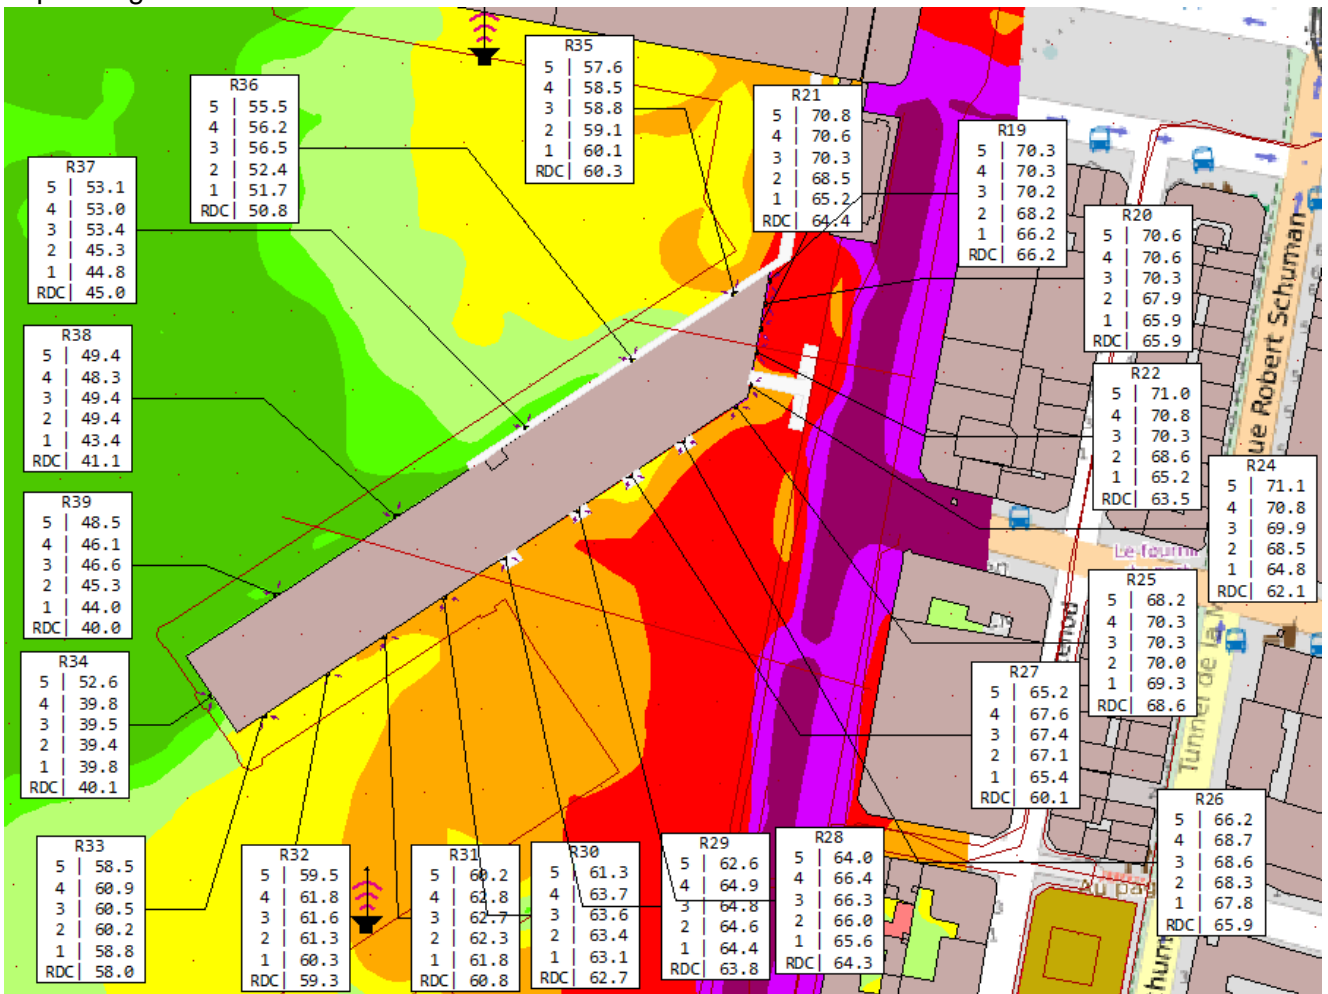 R35
5 | 57.6
4 | 58.5
3 | 58.8
2 | 59.1
1 | 60.1
RDC| 60.3
R36
5 | 55.5
4 | 56.2
3 | 56.5
2 | 52.4
1 | 51.7
RDC| 50.8
R21
5 | 70.8
4 | 70.6
3 | 70.3
2 | 68.5
1 | 65.2
RDC| 64.4
R19
5 | 70.3
4 | 70.3
3 | 70.2
2 | 68.2
1 | 66.2
RDC| 66.2
R37
5 | 53.1
4 | 53.0
3 | 53.4
2 | 45.3
1 | 44.8
RDC| 45.0
R20
5 | 70.6
4 | 70.6
3 | 70.3
2 | 67.9
1 | 65.9
RDC| 65.9
ue Robert Schuman
R38
5 | 49.4
4 | 48.3
3 | 49.4
2 | 49.4
1 | 43.4
RDC| 41.1
R22
5 | 71.0
4 | 70.8
3 | 70.3
2 | 68.6
1 | 65.2
RDC| 63.5
R24
5 | 71.1
4 | 70.8
3 | 69.9
2 | 68.5
1 | 64.8
RDC| 62.1
R39
5 | 48.5
4 | 46.1
3 | 46.6
2 | 45.3
1 | 44.0
RDC| 40.0
Le fourni
R25
5 | 68.2
4 | 70.3
3 | 70.3
2 | 70.0
1 | 69.3
RDC| 68.6
enou
Tunnel de la M
R34
5 | 52.6
4 | 39.8
3 | 39.5
2 | 39.4
1 | 39.8
RDC| 40.1
R27
5 | 65.2
4 | 67.6
3 | 67.4
2 | 67.1
1 | 65.4
RDC| 60.1
R26
5 | 66.2
4 | 68.7
3 | 68.6
2 | 68.3
1 | 67.8
RDC| 65.9
Au pag
human
R33
5 | 58.5
4 | 60.9
3 | 60.5
2 | 60.2
1 | 58.8
RDC| 58.0
R32
5 | 59.5
4 | 61.8
3 | 61.6
2 | 61.3
1 | 60.3
RDC| 59.3
R31
5 | 60.2
4 | 62.8
3 | 62.7
2 | 62.3
1 | 61.8
RDC| 60.8
R30
5 | 61.3
4 | 63.7
3 | 63.6
2 | 63.4
1 | 63.1
RDC| 62.7
R29
5 | 62.6
4 | 64.9
3 | 64.8
2 | 64.6
1 | 64.4
RDC| 63.8
R28
5 | 64.0
4 | 66.4
3 | 66.3
2 | 66.0
1 | 65.6
RDC| 64.3